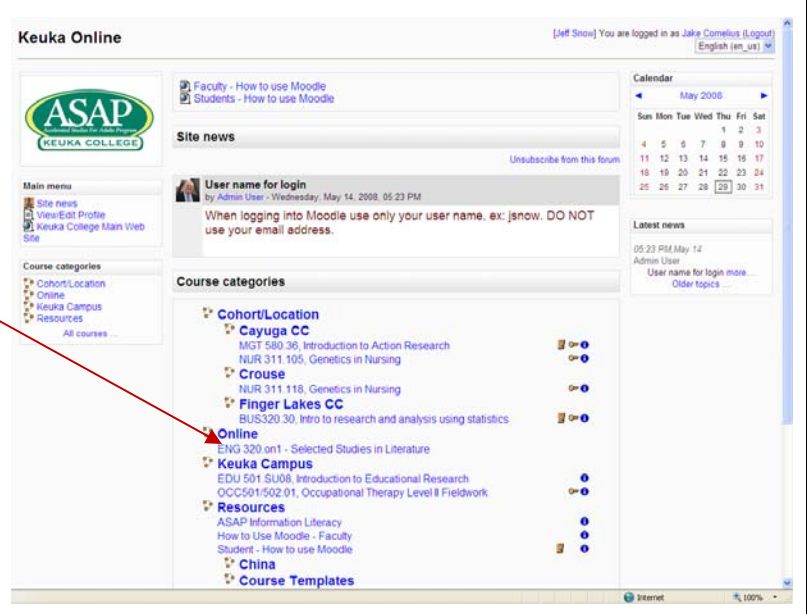 Keuka Online
[Jeff Snow] You are logged in as Jake Cornelius (Logout)
English (en_us)
ASAP
Accelerated Studies For Adults Program
KEUKA COLLEGE
Main menu
Site news
View/Edit Profile
Keuka College Main Web
Site
Course categories
Cohort/Location
Online
Keuka Campus
Resources
All courses ...
Faculty - How to use Moodle
Students - How to use Moodle
Site news
Unsubscribe from this forum
User name for login
by Admin User - Wednesday, May 14, 2008, 05:23 PM
When logging into Moodle use only your user name, ex: jsnow. DO NOT
use your email address.
Course categories
Cohort/Location
Cayuga CC
MGT 580.36, Introduction to Action Research
NUR 311.105, Genetics in Nursing
Crouse
NUR 311.118, Genetics in Nursing
Finger Lakes CC
BUS320.30, Intro to research and analysis using statistics
Online
ENG 320.on1 - Selected Studies in Literature
Keuka Campus
EDU 501.SU08, Introduction to Educational Research
OCC501/502.01, Occupational Therapy Level II Fieldwork
Resources
ASAP Information Literacy
How to Use Moodle - Faculty
Student - How to use Moodle
China
Course Templates
Calendar
◄ May 2008 ►
Sun Mon Tue Wed Thu Fri Sat
1 2 3
4 5 6 7 8 9 10
11 12 13 14 15 16 17
18 19 20 21 22 23 24
25 26 27 28 29 30 31
Latest news
05:23 PM, May 14
Admin User
User name for login more...
Older topics ...
Internet
100%